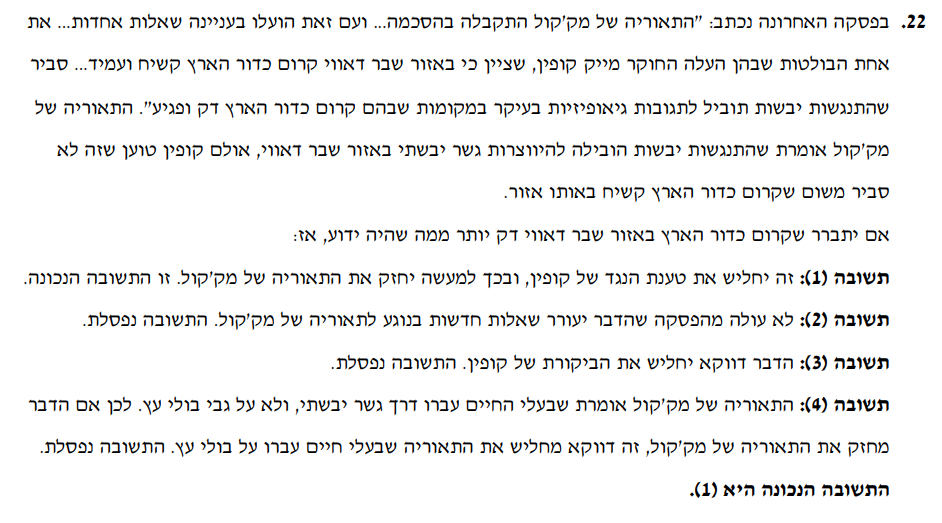 22. בפסקה האחרונה נכתב: "התאוריה של מק'קול התקבלה בהסכמה... ועם זאת הועלו בעניינה שאלות אחדות... את
אחת הבולטות שבהן העלה החוקר מייק קופין, שציין כי באזור שבר דאווי קרום כדור הארץ קשיח ועמיד... סביר
שהתנגשות יבשות תוביל לתגובות גיאופיזיות בעיקר במקומות שבהם קרום כדור הארץ דק ופגיע". התאוריה של
מק'קול אומרת שהתנגשות יבשות הובילה להיווצרות גשר יבשתי באזור שבר דאווי, אולם קופין טוען שזה לא
סביר משום שקרום כדור הארץ קשיח באותו אזור.
אם יתברר שקרום כדור הארץ באזור שבר דאווי דק יותר ממה שהיה ידוע, אז:
תשובה (1): זה יחליש את טענת הנגד של קופין, ובכך למעשה יחזק את התאוריה של מק'קול. זו התשובה הנכונה.
תשובה (2): לא עולה מהפסקה שהדבר יעורר שאלות חדשות בנוגע לתאוריה של מק'קול. התשובה נפסלת.
תשובה (3): הדבר דווקא יחליש את הביקורת של קופין. התשובה נפסלת.
תשובה (4): התאוריה של מק'קול אומרת שבעלי החיים עברו דרך גשר יבשתי, ולא על גבי בולי עץ. לכן אם הדבר
מחזק את התאוריה של מק'קול, זה דווקא מחליש את התאוריה שבעלי חיים עברו על בולי עץ. התשובה נפסלת.
התשובה הנכונה היא (1).